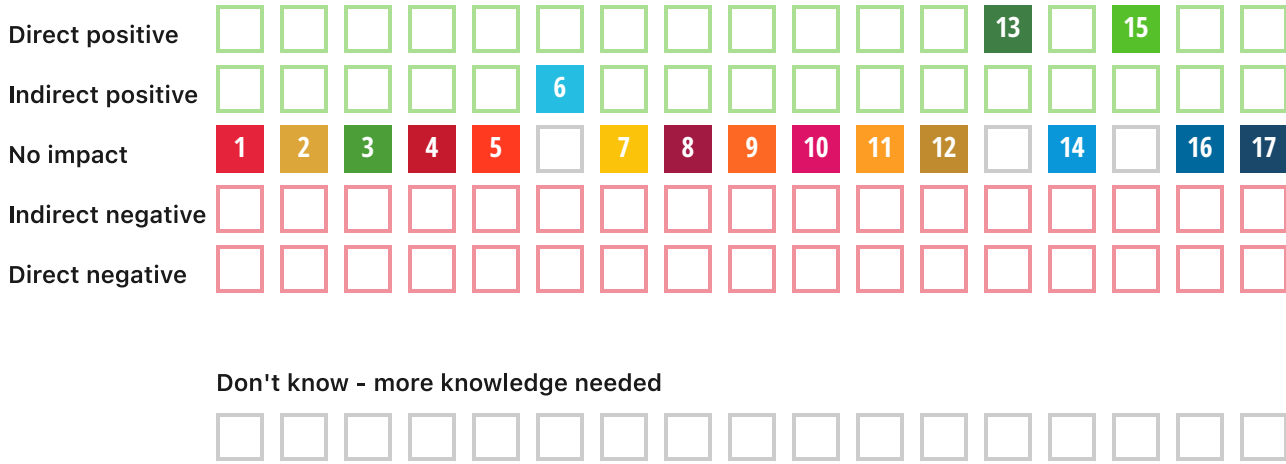 Direct positive 13 15
Indirect positive 6
No impact 1 2 3 4 5 7 8 9 10 11 12 14 16 17
Indirect negative
Direct negative
Don't know - more knowledge needed